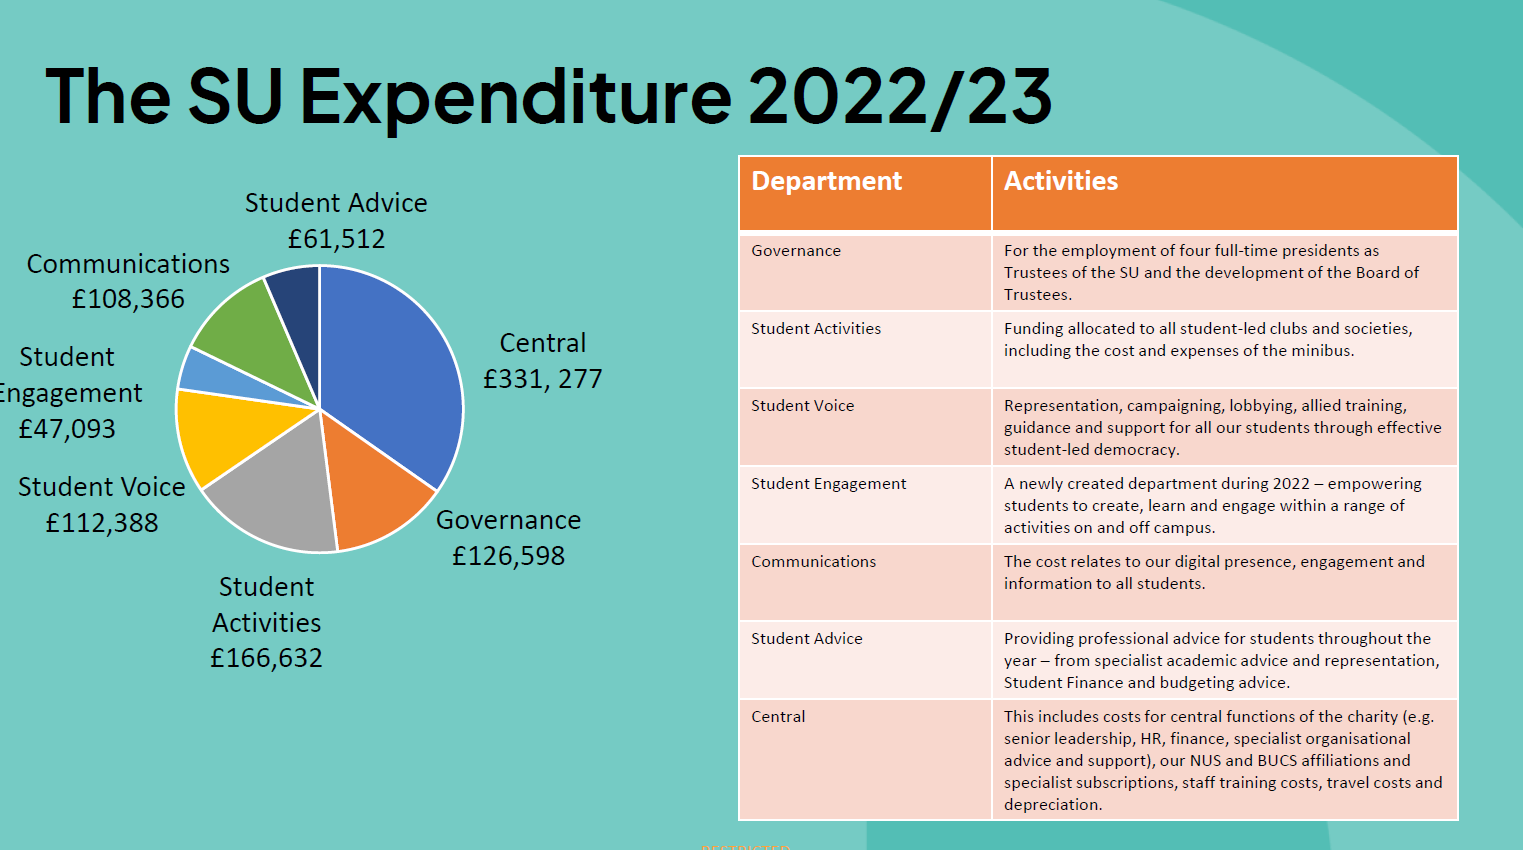 The SU Expenditure 2022/23
Student Advice
£61,512
Communications
£108,366
Student
Engagement
£47,093
Student Voice
£112,388
Student
Activities
£166,632
Governance
£126,598
Central
£331, 277
Department Activities
Governance For the employment of four full-time presidents as
Trustees of the SU and the development of the Board of
Trustees.
Student Activities Funding allocated to all student-led clubs and societies,
including the cost and expenses of the minibus.
Student Voice Representation, campaigning, lobbying, allied training,
guidance and support for all our students through effective
student-led democracy.
Student Engagement A newly created department during 2022 – empowering
students to create, learn and engage within a range of
activities on and off campus.
Communications The cost relates to our digital presence, engagement and
information to all students.
Student Advice Providing professional advice for students throughout the
year – from specialist academic advice and representation,
Student Finance and budgeting advice.
Central This includes costs for central functions of the charity (e.g.
senior leadership, HR, finance, specialist organisational
advice and support), our NUS and BUCS affiliations and
specialist subscriptions, staff training costs, travel costs and
depreciation.
RESTRICTED